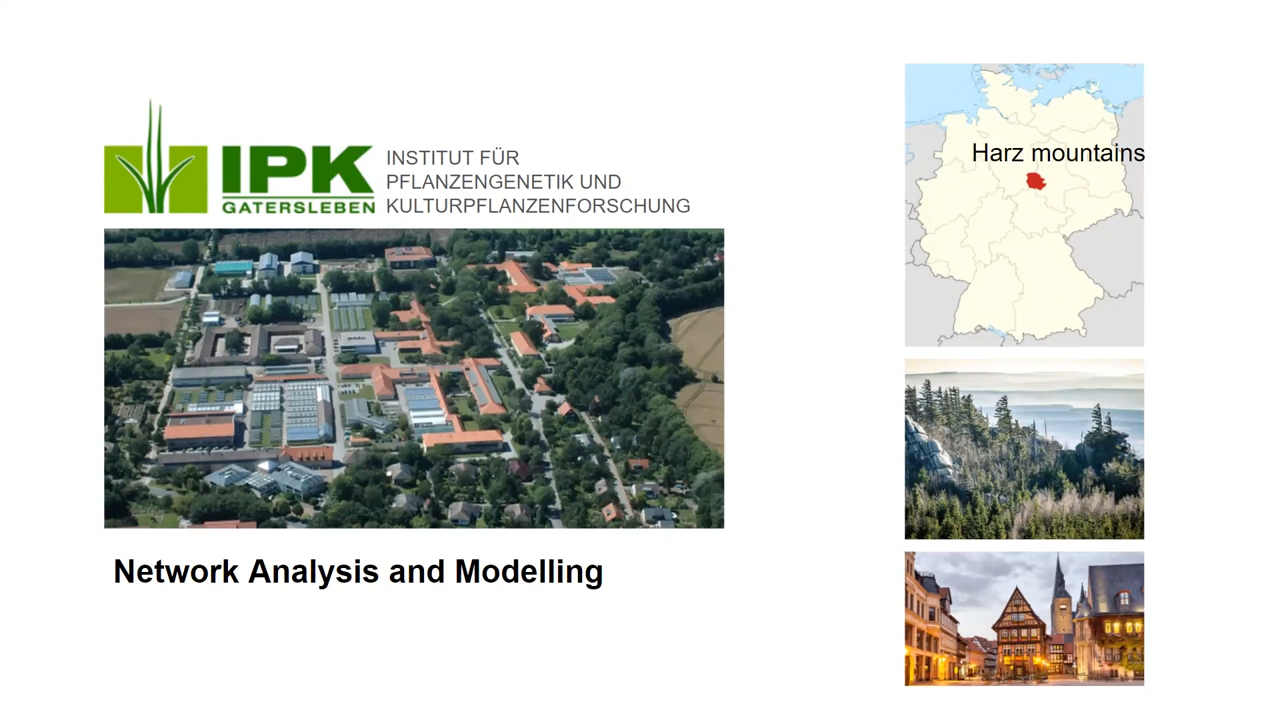 IPK
GATERSLEBEN
INSTITUT FÜR
PFLANZENGENETIK UND
KULTURPFLANZENFORSCHUNG
Harz mountains
Network Analysis and Modelling